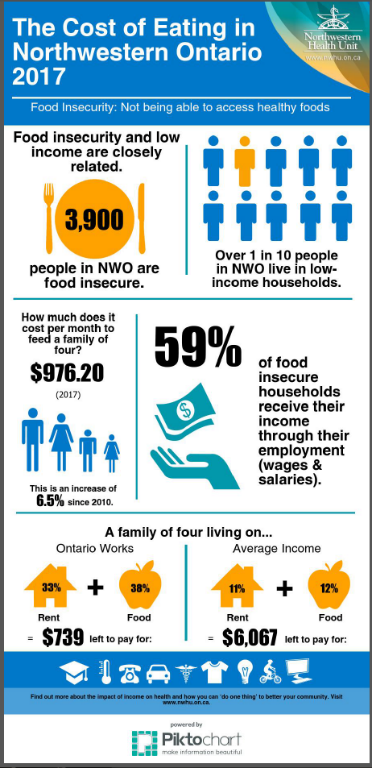 The Cost of Eating in
Northwestern Ontario
2017
Northwestern
Health Unit
www.nwhu.on.ca
Food Insecurity: Not being able to access healthy foods
Food insecurity and low
income are closely
related.
3,900
people in NWO are
food insecure.
Over 1 in 10 people
in NWO live in low-
income households.
How much does it
cost per month to
feed a family of
four?
$976.20
(2017)
This is an increase of
6.5% since 2010.
59%
$
of food
insecure
households
receive their
income
through their
employment
(wages &
salaries).
A family of four living on...
Ontario Works
33% + 38%
Rent Food
= $739 left to pay for:
Average Income
11% + 12%
Rent Food
= $6,067 left to pay for:
Find out more about the impact of income on health and how you can 'do one thing' to better your community. Visit
www.nwhu.on.ca.
powered by
Piktochart
make information beautiful